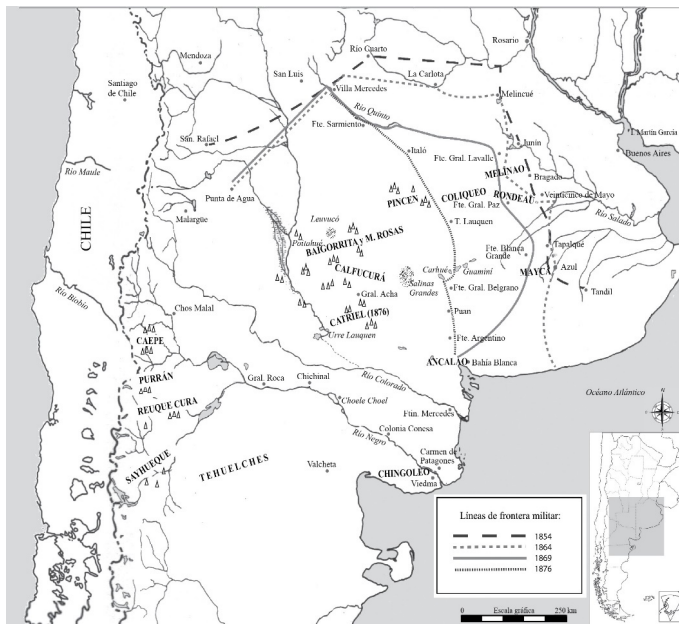 Rosario
Mendoza
Río Cuarto
San Luis
La Carlota
Santiago
de Chile
Villa Mercedes
Melincué
Río Quinto
Fte. Sarmiento
I. Martín García
San. Rafael
Italó
Fte. Gral. Lavalle
Junín
Buenos Aires
Río Maule
MELINAO
Bragado
Punta de Agua
PINCEN
COLIQUEO
RONDEAU
Veinticinco de Mayo
Fte. Gral. Paz
Malargüe
Leuvucó
T. Lauquen
Río Salado
CHILE
Poitahué
BAIGORRITA y M. ROSAS
Fte. Blanca
Grande
Tapalque
CALFUCURÁ
Carhué
Guaminí
MAYCA
Azul
Salinas
Grandes
Río Biobío
Gral. Acha
Fte. Gral. Belgrano
Tandil
Chos Malal
CATRIEL (1876)
Puan
Urre Lauquen
Fte. Argentino
CAEPE
ANCALAO
Bahía Blanca
PURRÁN
Gral. Roca
Chichinal
Río Colorado
Océano Atlántico
REUQUE CURA
Choele Choel
Ftin. Mercedes
Río Negro
Colonia Conesa
SAYHUEQUE
TEHUELCHES
Valcheta
Carmen de
Patagones
CHINGOLEO
Viedma
Líneas de frontera militar:
1854
1864
1869
1876
0 Escala gráfica 250 km